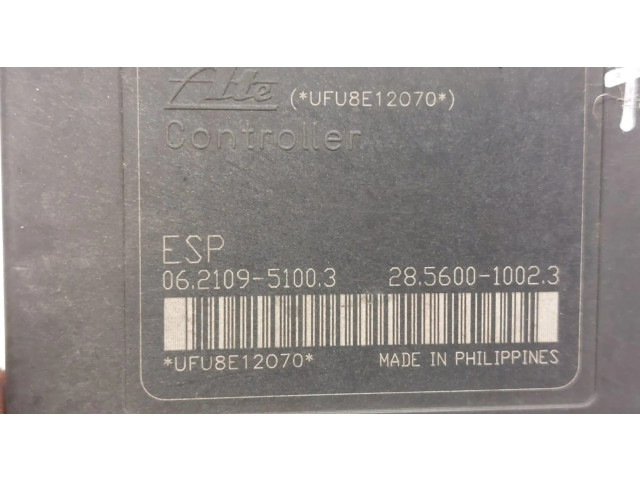 Ate (*UFU8E12070*)
Controller
ESP
06.2109-5100.3 28.5600-1002.3
*UFU8E12070* MADE IN PHILIPPINES